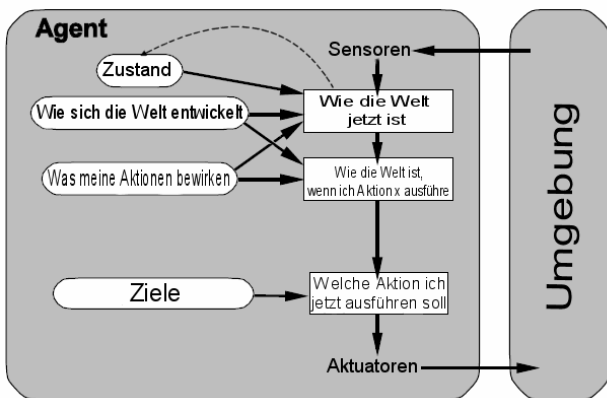 Agent
Sensoren
Zustand
Wie die Welt
jetzt ist
Wie sich die Welt entwickelt
Wie die Welt ist,
wenn ich Aktion x ausführe
Was meine Aktionen bewirken
Welche Aktion ich
jetzt ausführen soll
Ziele
Aktuatoren
Umgebung